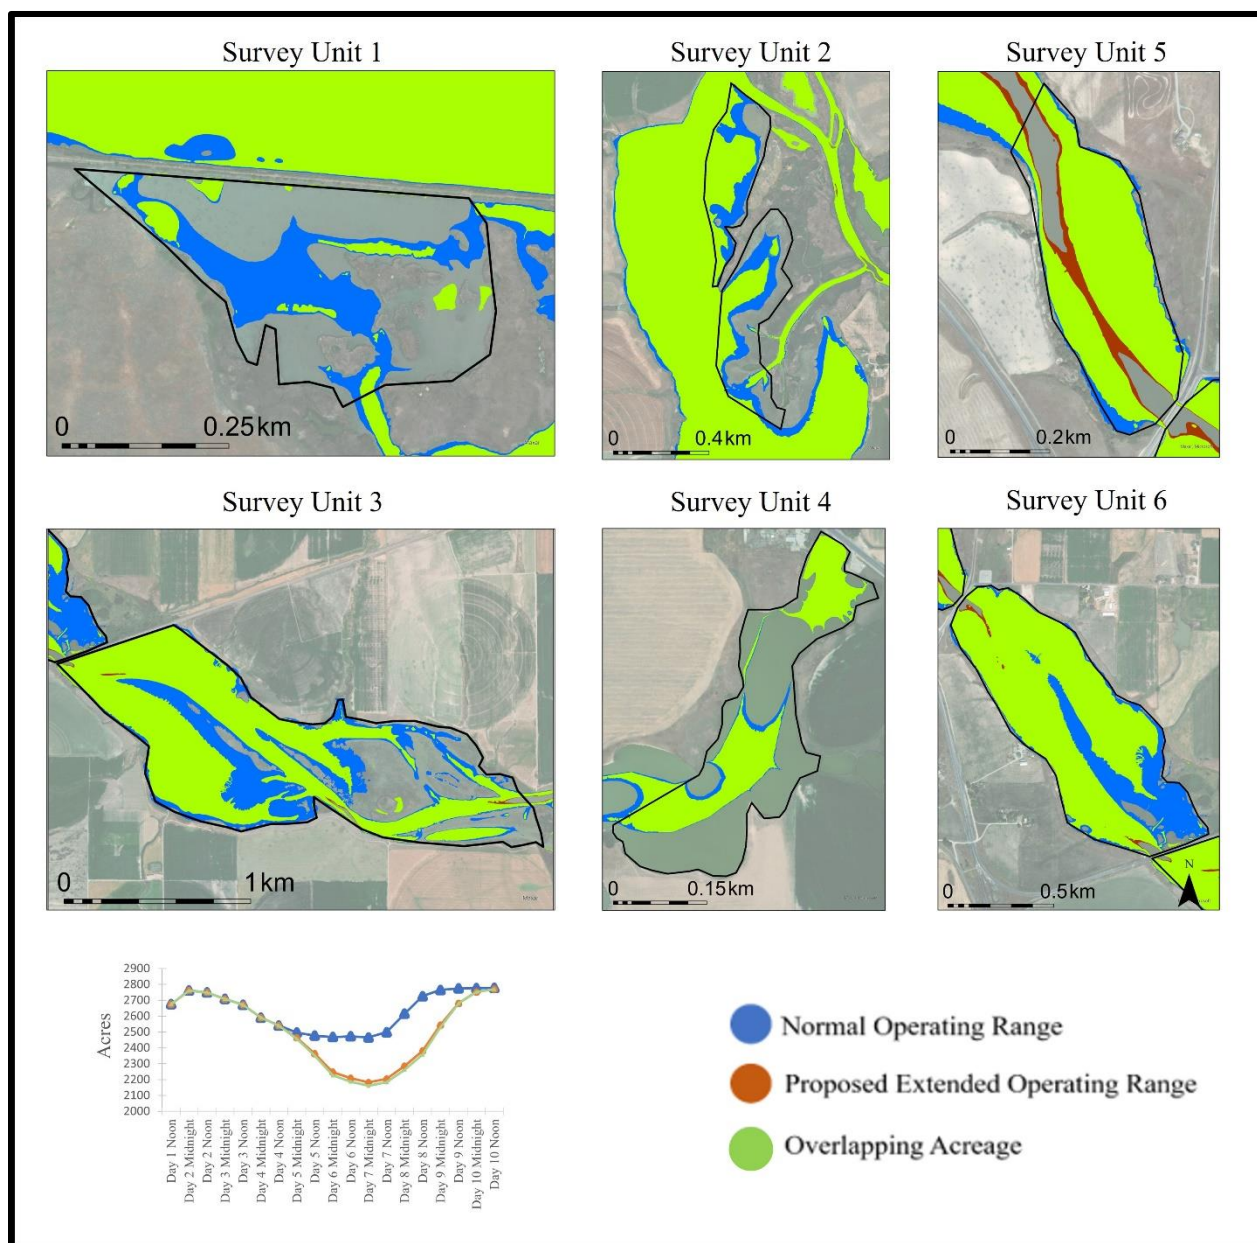 Survey Unit 1
Survey Unit 2
Survey Unit 5
0 0.25km
0 0.4km
0 0.2km
Survey Unit 3
Survey Unit 4
Survey Unit 6
0 1km
0 0.15km
0 0.5km
N
2900
2800
2700
2600
2500
2400
2300
2200
2100
2000
Acres
Day 1 Noon
Day 2 Midnight
Day 2 Noon
Day 3 Midnight
Day 3 Noon
Day 4 Midnight
Day 4 Noon
Day 5 Midnight
Day 5 Noon
Day 6 Midnight
Day 6 Noon
Day 7 Midnight
Day 7 Noon
Day 8 Midnight
Day 8 Noon
Day 9 Midnight
Day 9 Noon
Day 10 Midnight
Day 10 Noon
Normal Operating Range
Proposed Extended Operating Range
Overlapping Acreage